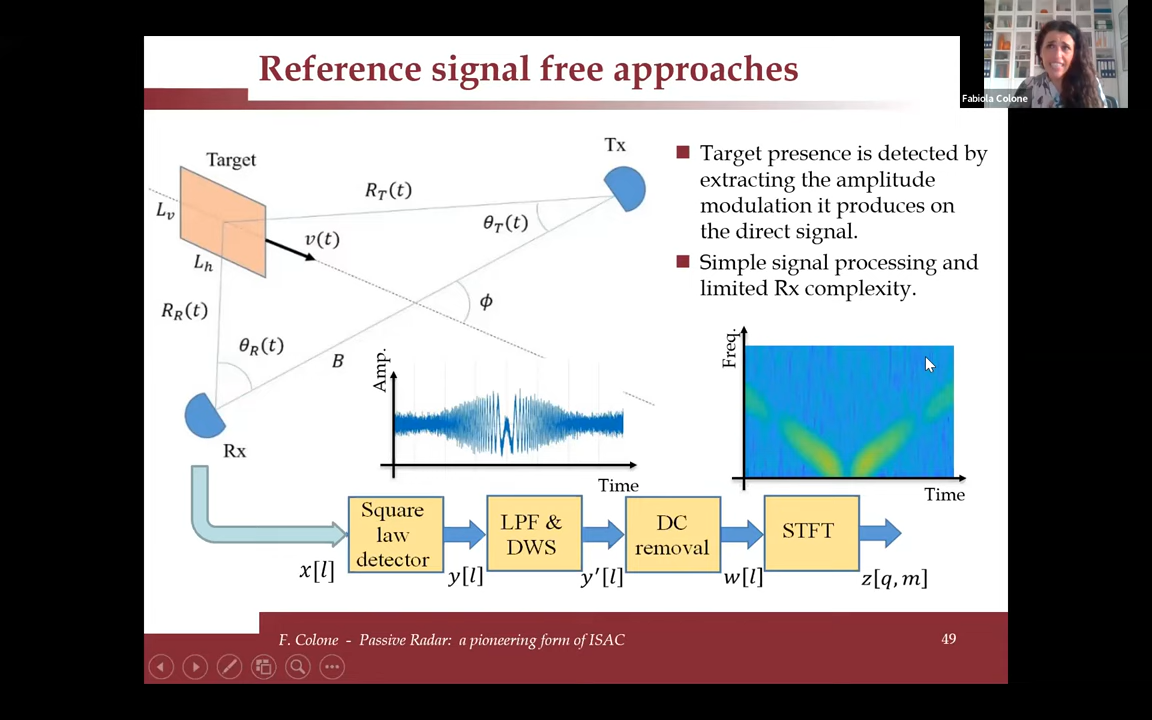 Reference signal free approaches
Fabiola Colone
Target
Tx
L_v
L_h
R_T(t)
θ_T(t)
v(t)
R_R(t)
θ_R(t)
ϕ
B
Rx
Target presence is detected by
extracting the amplitude
modulation it produces on
the direct signal.
Simple signal processing and
limited Rx complexity.
Amp.
Time
Freq.
Time
Square
law
detector
LPF &
DWS
DC
removal
STFT
x[l]
y[l]
y′[l]
w[l]
z[q, m]
F. Colone - Passive Radar: a pioneering form of ISAC
49